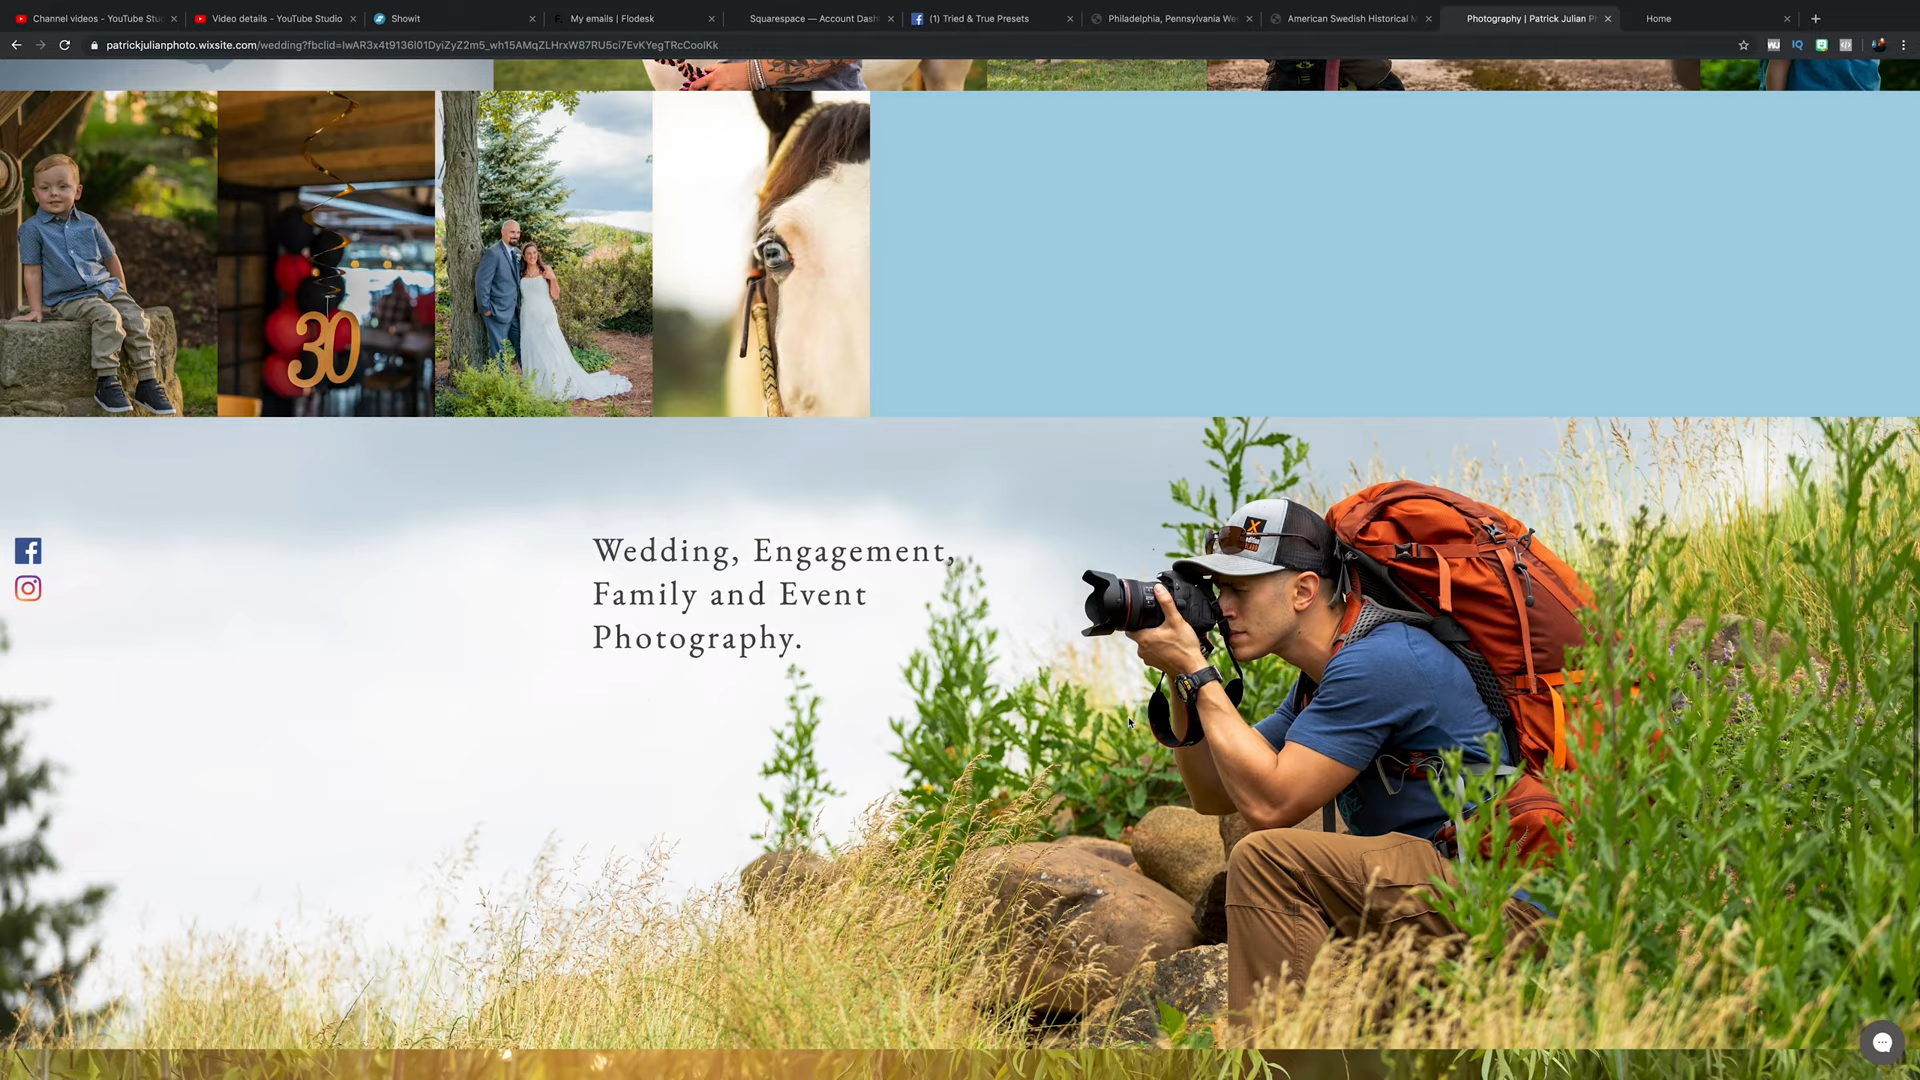 Channel videos - YouTube Stu
Video details - YouTube Studio
Showit
My emails | Flodesk
Squarespace — Account Dash
(1) Tried & True Presets
Philadelphia, Pennsylvania We
American Swedish Historical M
Photography | Patrick Julian P
Home
patrickjulianphoto.wixsite.com/wedding?fbclid=IwAR3x4t9136l01DyiZyZ2m5_wh15AMqZLHrxW87RU5ci7EvKYegTRcCoolKk
30
Wedding, Engagement,
Family and Event
Photography.